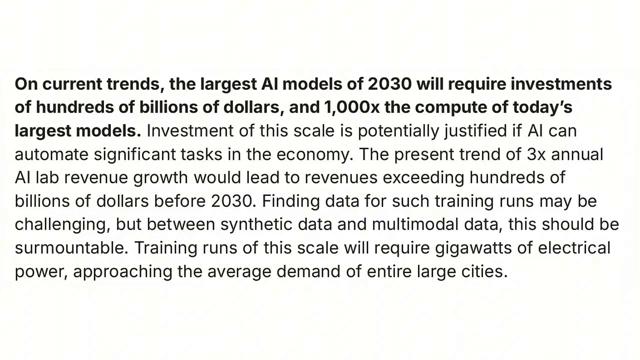 On current trends, the largest AI models of 2030 will require investments
of hundreds of billions of dollars, and 1,000x the compute of today’s
largest models. Investment of this scale is potentially justified if AI can
automate significant tasks in the economy. The present trend of 3x annual
AI lab revenue growth would lead to revenues exceeding hundreds of
billions of dollars before 2030. Finding data for such training runs may be
challenging, but between synthetic data and multimodal data, this should be
surmountable. Training runs of this scale will require gigawatts of electrical
power, approaching the average demand of entire large cities.